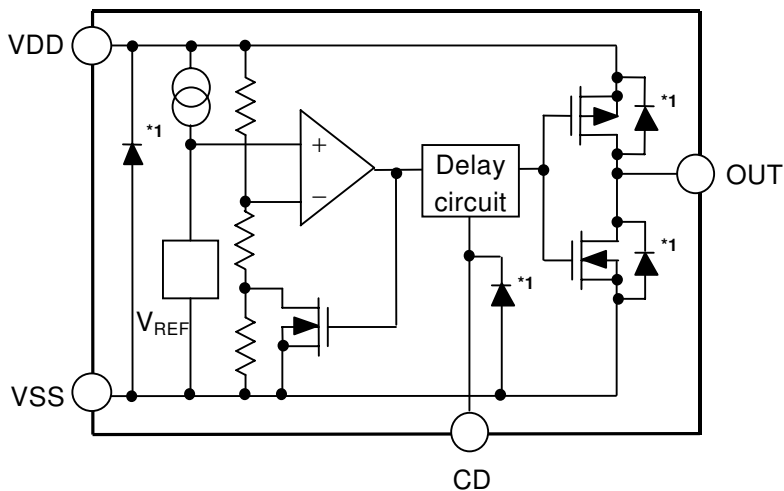 VDD
*1
+
−
Delay
circuit
*1
OUT
*1
*1
VREF
VSS
CD